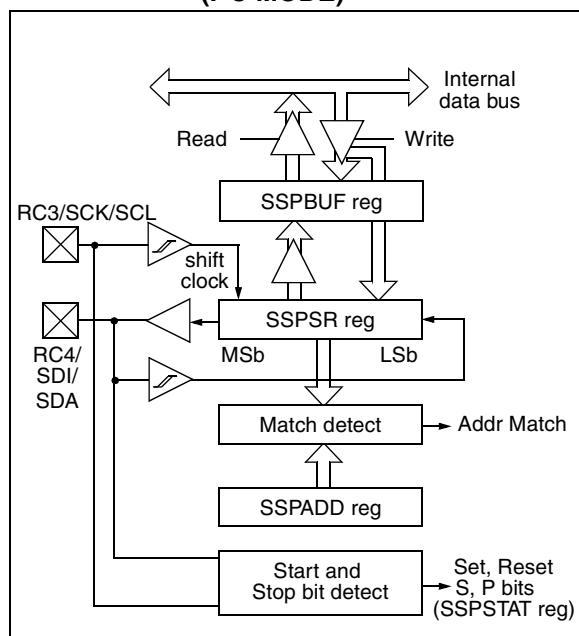 MODE)
Internal
data bus
Read
Write
SSPBUF reg
RC3/SCK/SCL
shift
clock
SSPSR reg
MSb
LSb
RC4/
SDI/
SDA
Match detect
Addr Match
SSPADD reg
Start and
Stop bit detect
Set, Reset
S, P bits
(SSPSTAT reg)